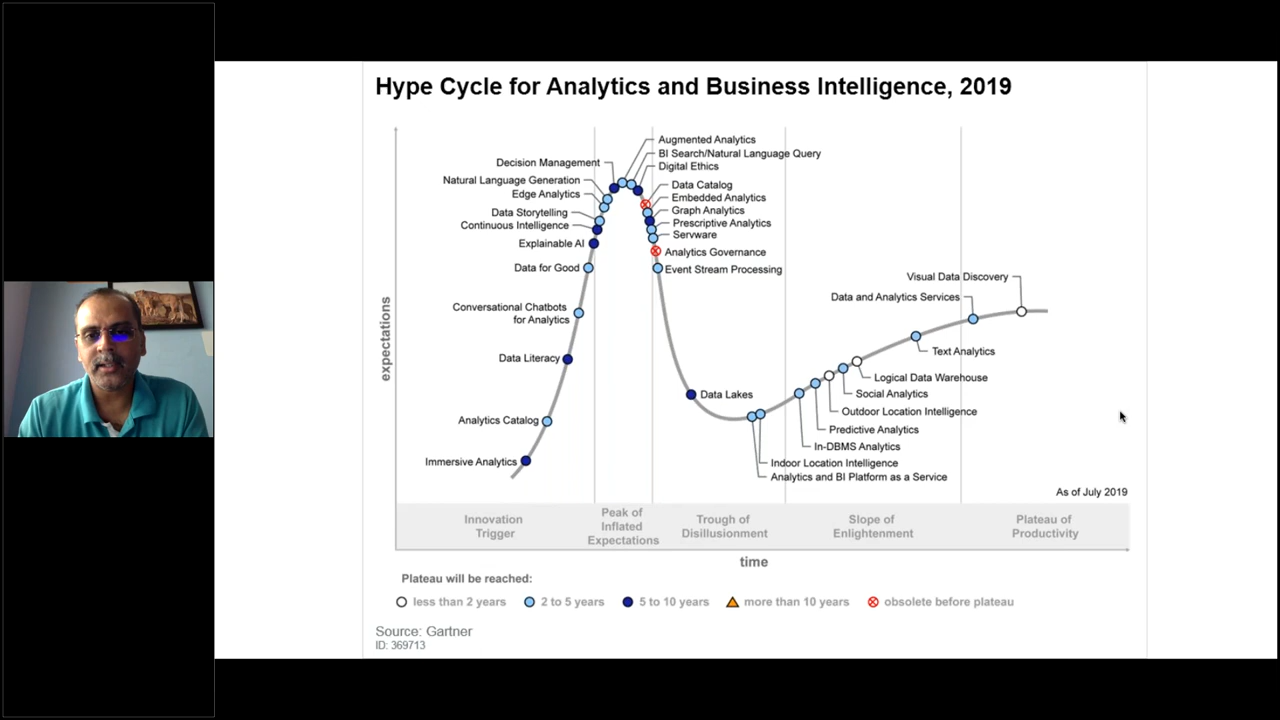 Hype Cycle for Analytics and Business Intelligence, 2019
Augmented Analytics
BI Search/Natural Language Query
Decision Management
Digital Ethics
Natural Language Generation
Data Catalog
Edge Analytics
Embedded Analytics
Data Storytelling
Graph Analytics
Continuous Intelligence
Prescriptive Analytics
Servware
Explainable AI
Analytics Governance
Data for Good
Event Stream Processing
Visual Data Discovery
Data and Analytics Services
Conversational Chatbots
for Analytics
expectations
Text Analytics
Data Literacy
Logical Data Warehouse
Data Lakes
Social Analytics
Outdoor Location Intelligence
Analytics Catalog
Predictive Analytics
In-DBMS Analytics
Immersive Analytics
Indoor Location Intelligence
Analytics and BI Platform as a Service
As of July 2019
Innovation
Trigger
Peak of
Inflated
Expectations
Trough of
Disillusionment
Slope of
Enlightenment
Plateau of
Productivity
time
Plateau will be reached:
less than 2 years
2 to 5 years
5 to 10 years
more than 10 years
obsolete before plateau
Source: Gartner
ID: 369713